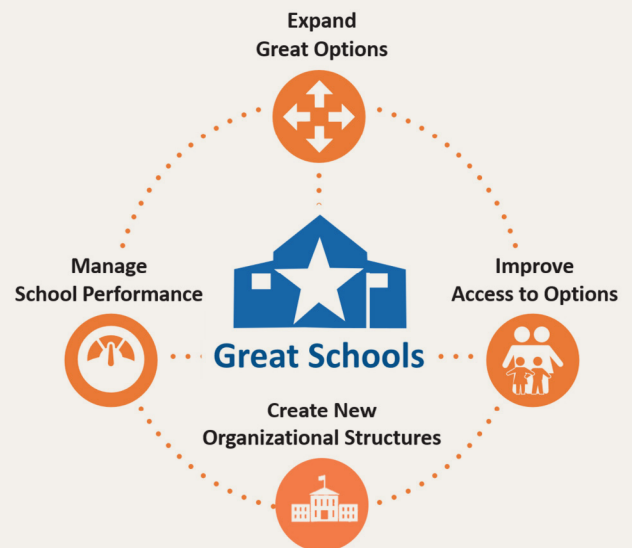 Expand
Great Options
Manage
School Performance
Improve
Access to Options
Great Schools
Create New
Organizational Structures